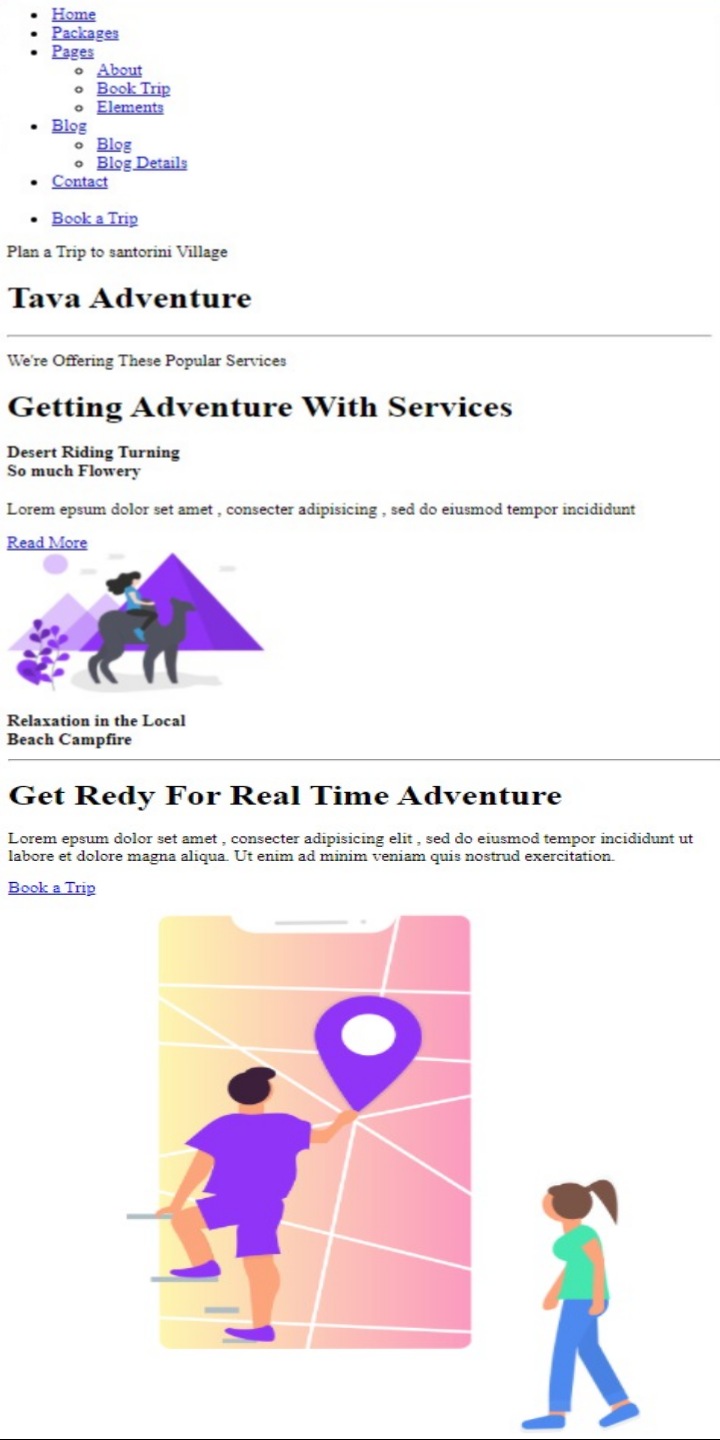 Home
Packages
Pages
About
Book Trip
Elements
Blog
Blog
Blog Details
Contact
Book a Trip
Plan a Trip to santorini Village
Tava Adventure
We're Offering These Popular Services
Getting Adventure With Services
Desert Riding Turning
So much Flowery
Lorem epsum dolor set amet , consecter adipisicing , sed do eiusmod tempor incididunt
Read More
Relaxation in the Local
Beach Campfire
Get Redy For Real Time Adventure
Lorem epsum dolor set amet , consecter adipisicing elit , sed do eiusmod tempor incididunt ut
labore et dolore magna aliqua. Ut enim ad minim veniam quis nostrud exercitation.
Book a Trip